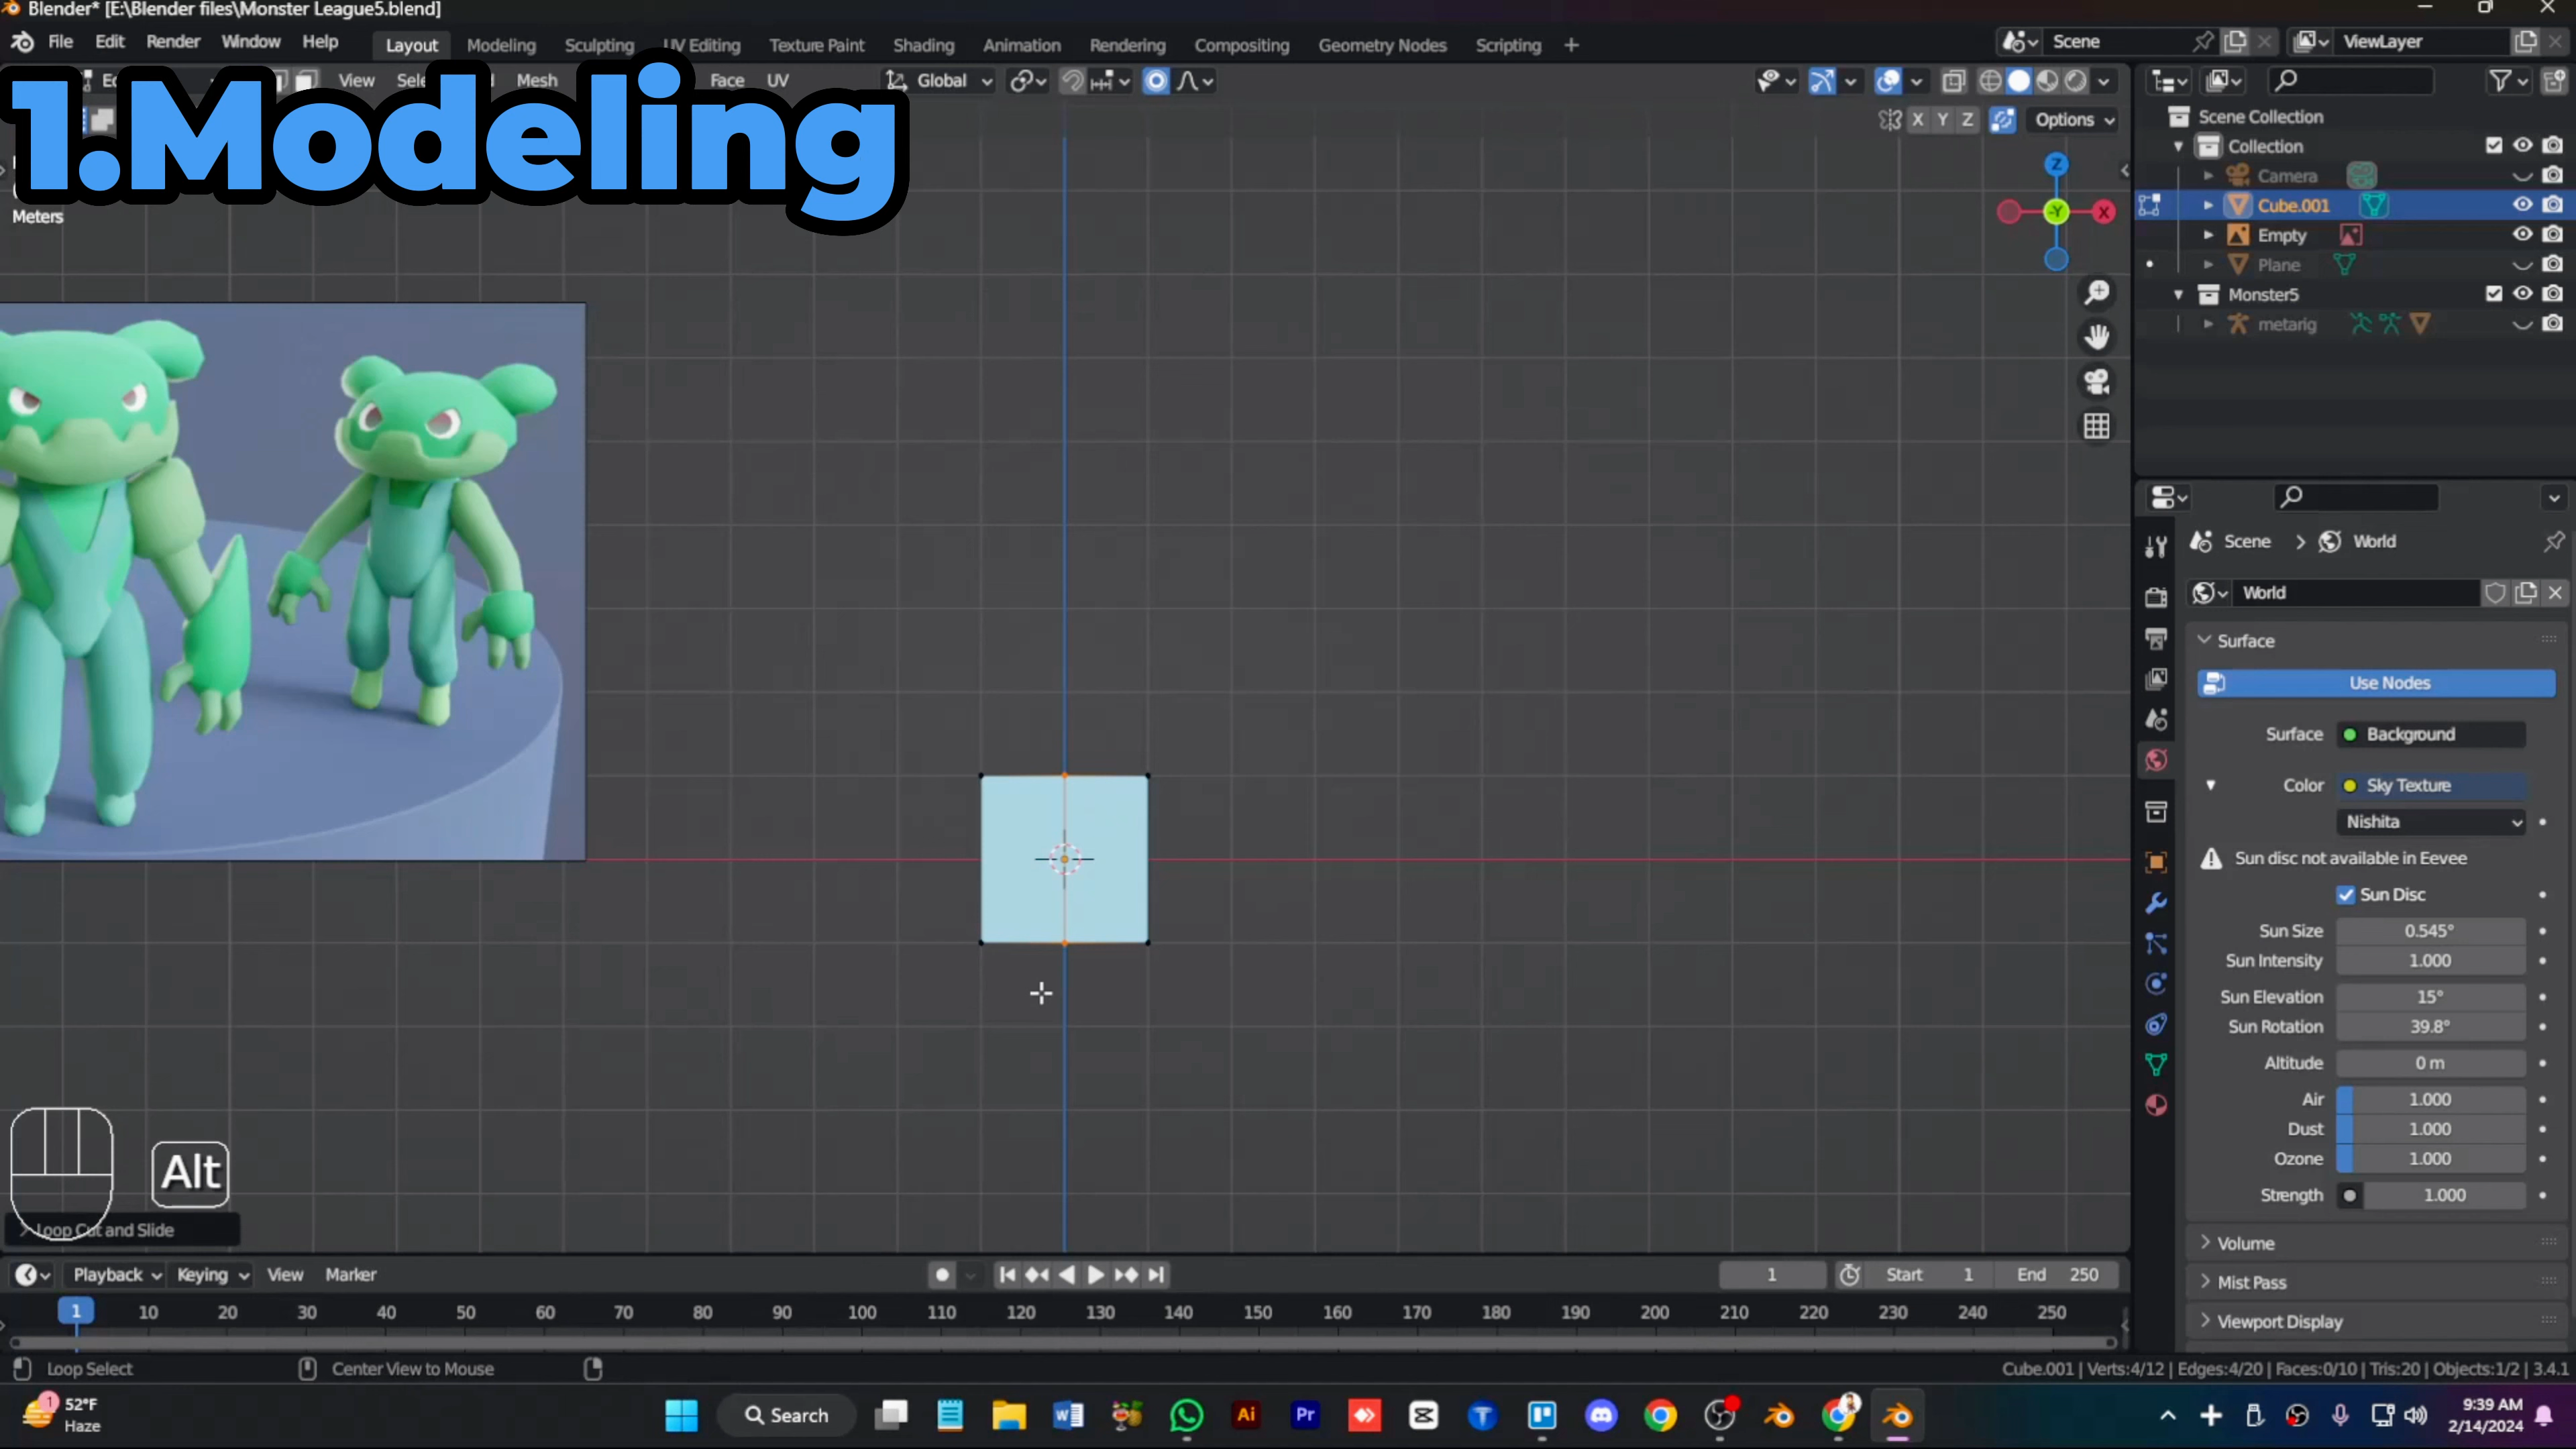 Blender* [E:\Blender files\Monster League5.blend]
File Edit Render Window Help Layout Modeling Sculpting UV Editing Texture Paint Shading Animation Rendering Compositing Geometry Nodes Scripting + Scene ViewLayer
View Mesh Face UV Global
1.Modeling
X Y Z Options
Meters
Z
-Y X
Scene Collection
Collection
Camera
Cube.001
Empty
Plane
Monster5
metarig
Scene > World
World
Surface
Use Nodes
Surface Background
Color Sky Texture
Nishita
Sun disc not available in Eevee
Sun Disc
Sun Size 0.545°
Sun Intensity 1.000
Sun Elevation 15°
Sun Rotation 39.8°
Altitude 0 m
Air 1.000
Dust 1.000
Ozone 1.000
Strength 1.000
Volume
Mist Pass
Viewport Display
Alt
Loop Cut and Slide
Playback Keying View Marker 1 Start 1 End 250
1 10 20 30 40 50 60 70 80 90 100 110 120 130 140 150 160 170 180 190 200 210 220 230 240 250
Loop Select Center View to Mouse Cube.001 | Verts:4/12 | Edges:4/20 | Faces:0/10 | Tris:20 | Objects:1/2 | 3.4.1
1 52°F
Haze
Search
Ai Pr
9:39 AM
2/14/2024